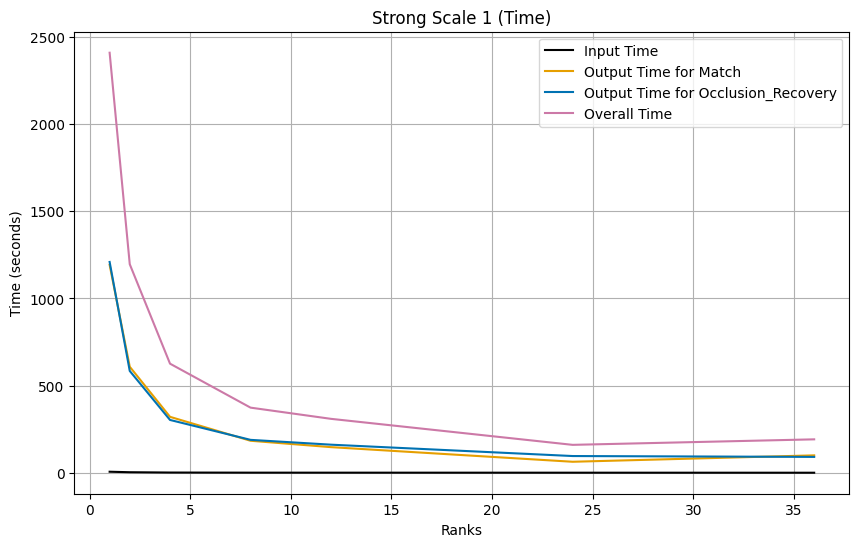 Strong Scale 1 (Time)
Time (seconds)
2500
2000
1500
1000
500
0
Input Time
Output Time for Match
Output Time for Occlusion_Recovery
Overall Time
0 5 10 15 20 25 30 35
Ranks